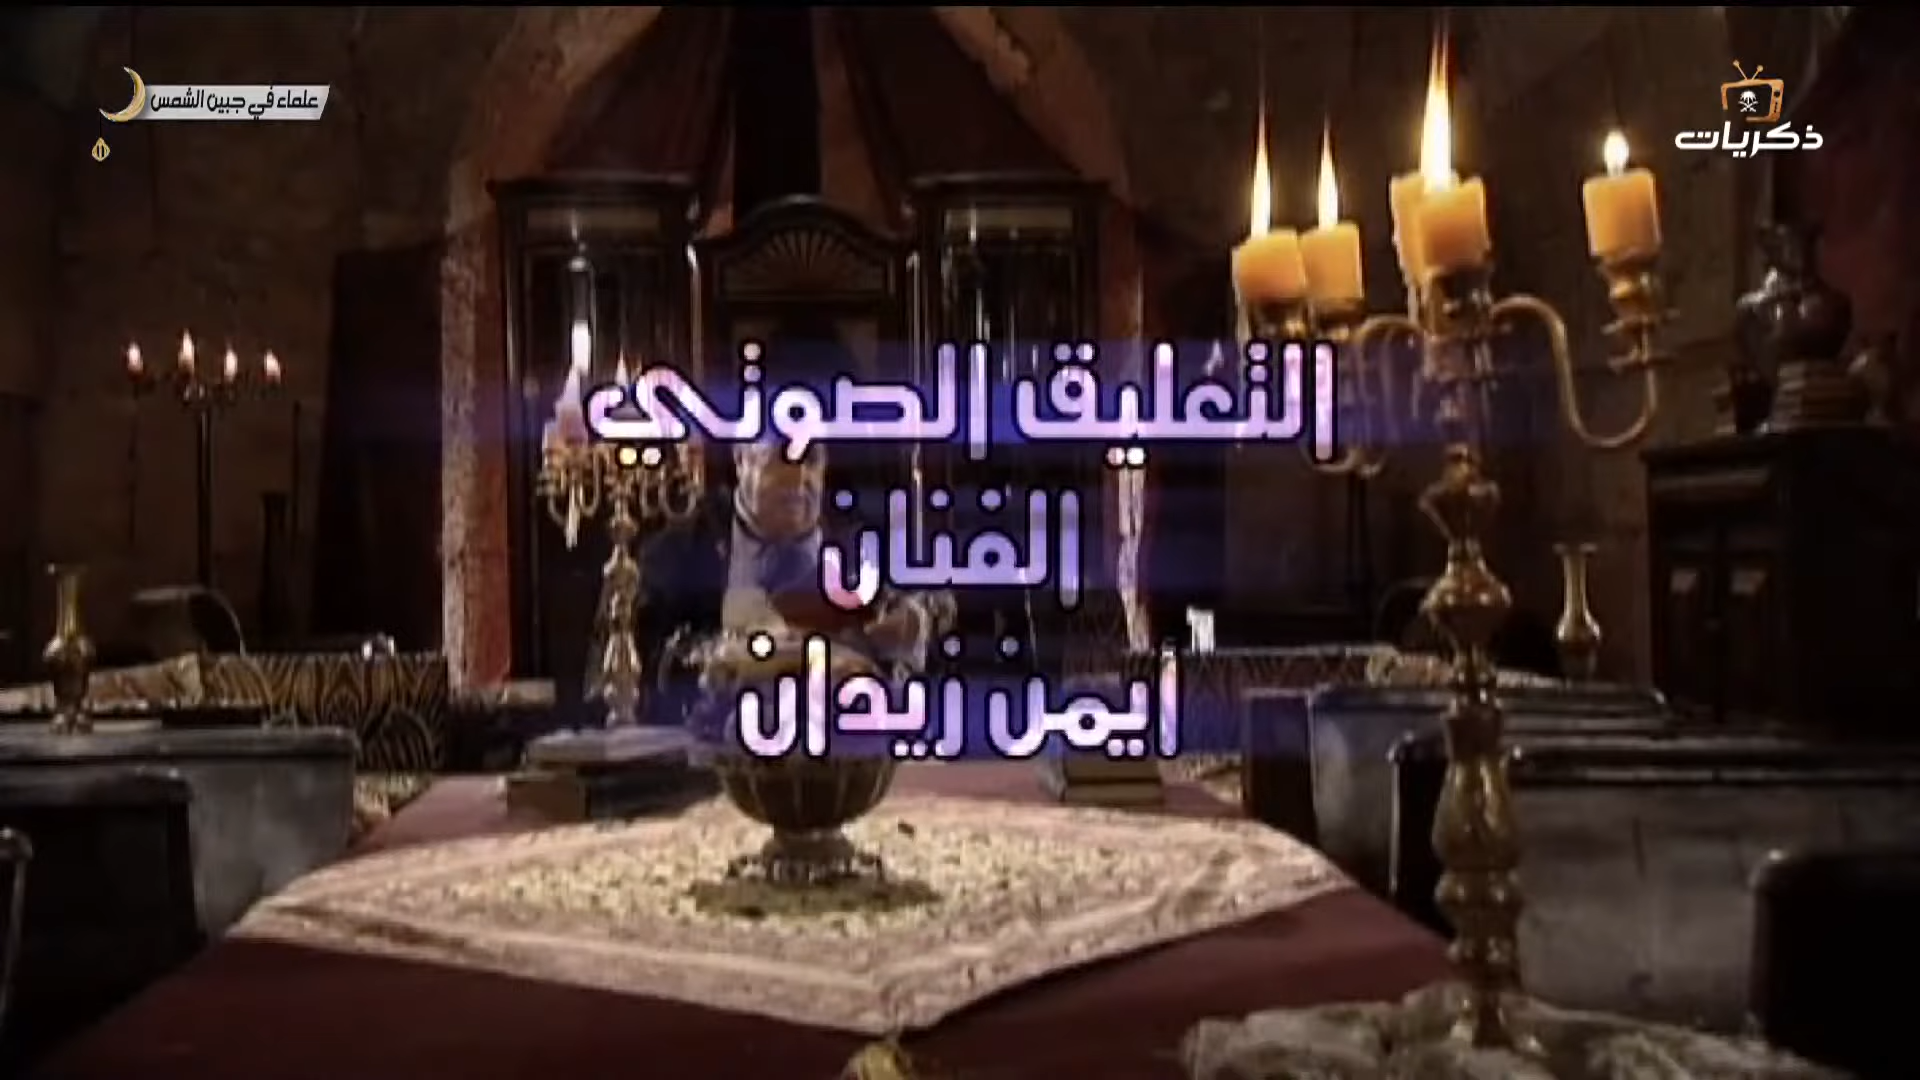 علماء في جبين الشمس
ذكريات
التعليق الصوتي
الفنان
أيمن زيدان